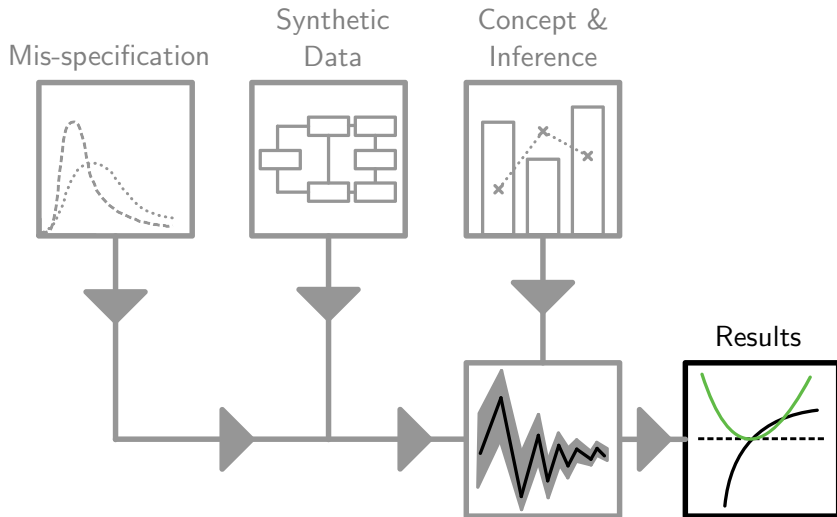 Mis-specification
Synthetic
Data
Concept &
Inference
Results